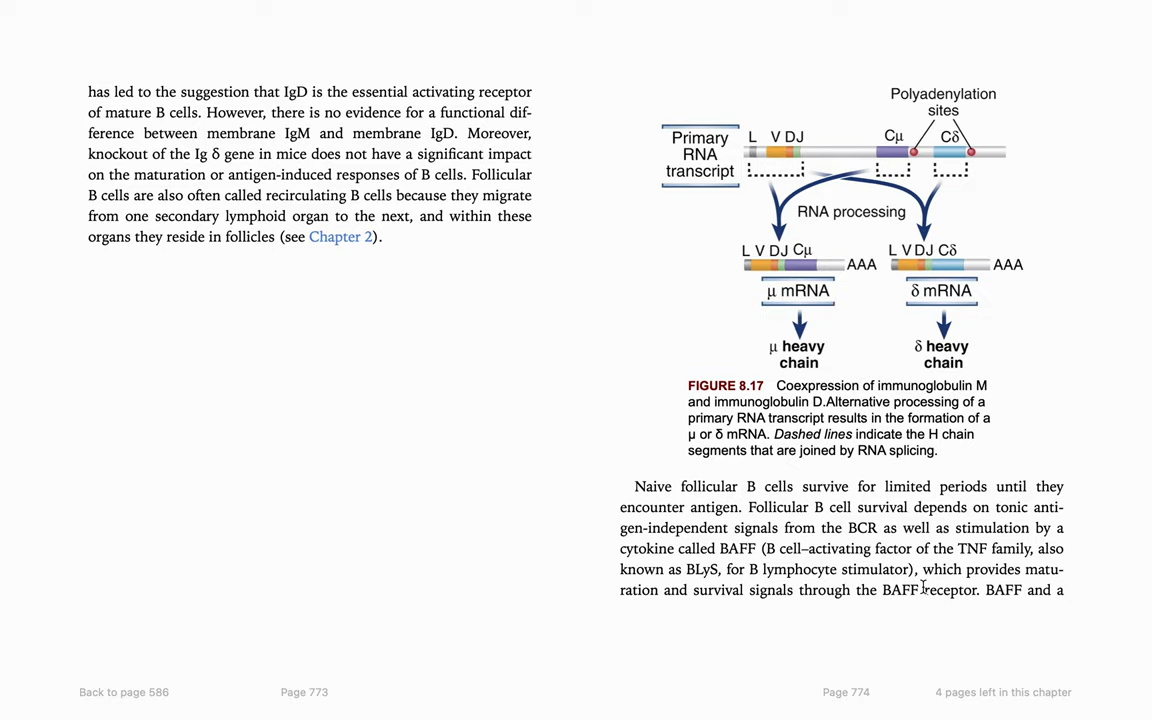 has led to the suggestion that IgD is the essential activating receptor
of mature B cells. However, there is no evidence for a functional dif-
ference between membrane IgM and membrane IgD. Moreover,
knockout of the Ig δ gene in mice does not have a significant impact
on the maturation or antigen-induced responses of B cells. Follicular
B cells are also often called recirculating B cells because they migrate
from one secondary lymphoid organ to the next, and within these
organs they reside in follicles (see Chapter 2).
Polyadenylation
sites
Primary
RNA
transcript
L V DJ Cμ Cδ
RNA processing
L V DJ Cμ
AAA
L V DJ Cδ
AAA
μ mRNA
δ mRNA
μ heavy
chain
δ heavy
chain
FIGURE 8.17 Coexpression of immunoglobulin M
and immunoglobulin D.Alternative processing of a
primary RNA transcript results in the formation of a
μ or δ mRNA. Dashed lines indicate the H chain
segments that are joined by RNA splicing.
Naive follicular B cells survive for limited periods until they
encounter antigen. Follicular B cell survival depends on tonic anti-
gen-independent signals from the BCR as well as stimulation by a
cytokine called BAFF (B cell–activating factor of the TNF family, also
known as BLyS, for B lymphocyte stimulator), which provides matu-
ration and survival signals through the BAFF receptor. BAFF and a
Back to page 586
Page 773
Page 774
4 pages left in this chapter